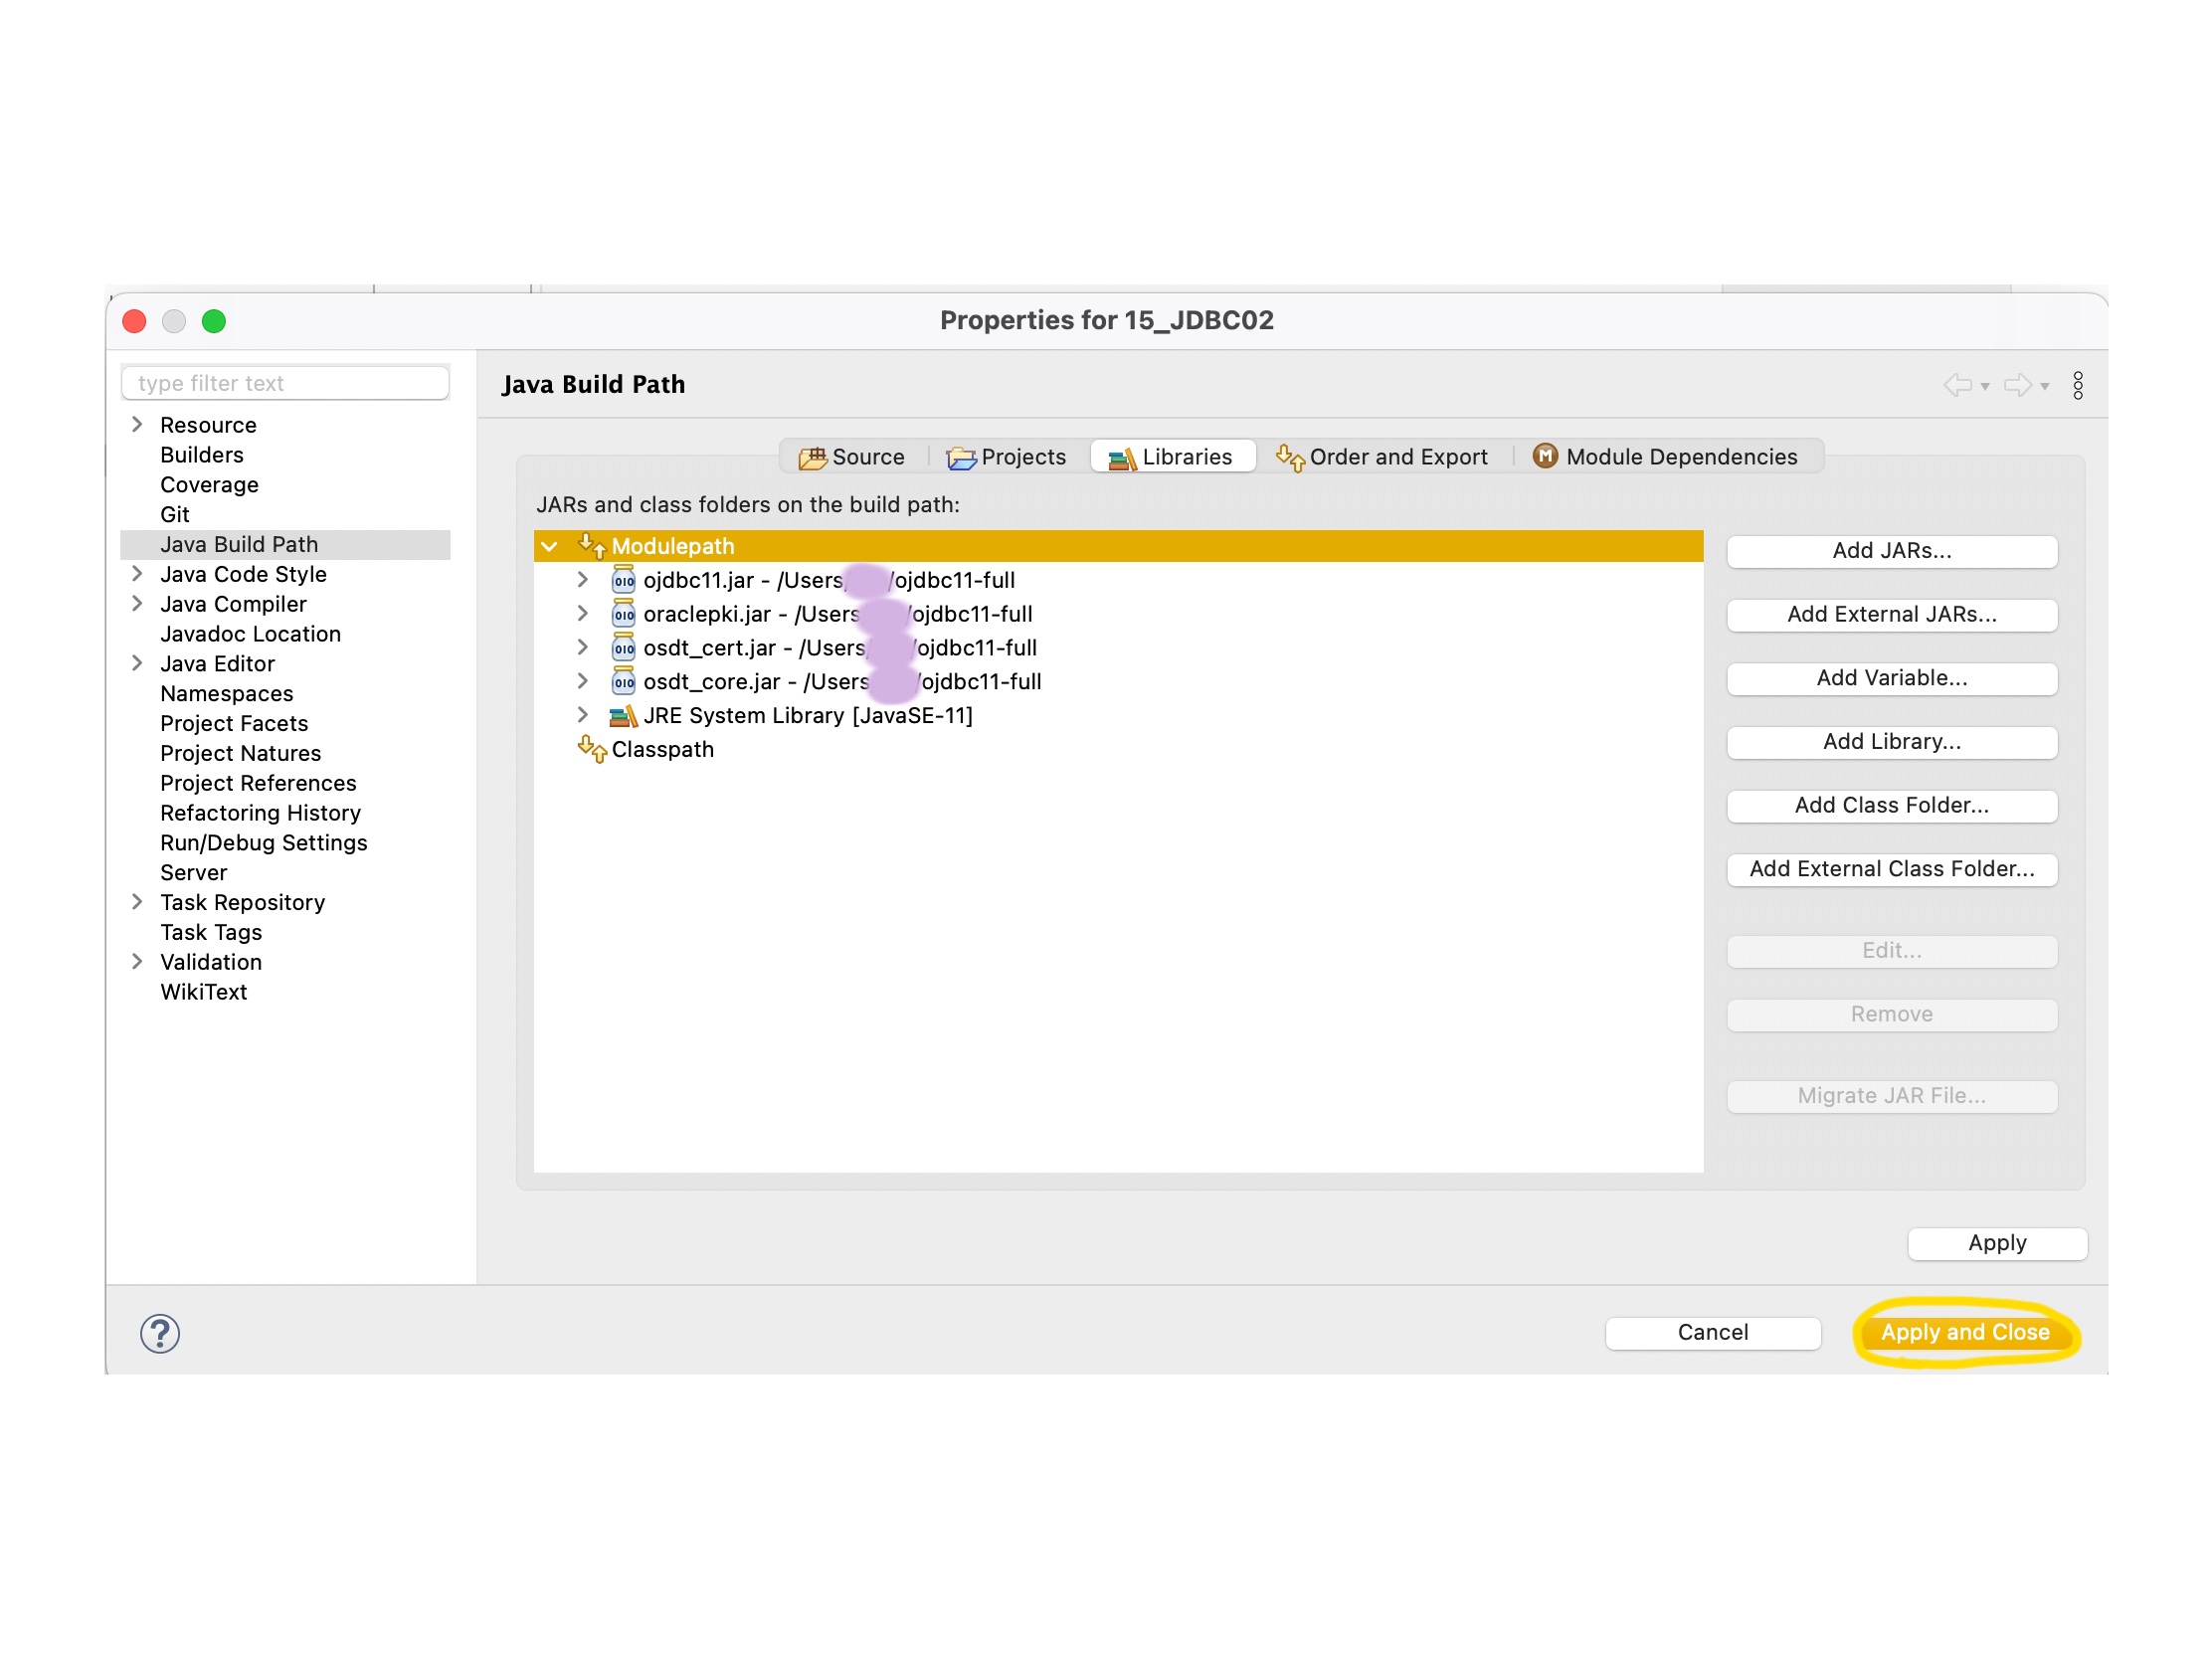 Properties for 15_JDBC02
type filter text
Resource
Builders
Coverage
Git
Java Build Path
Java Code Style
Java Compiler
Javadoc Location
Java Editor
Namespaces
Project Facets
Project Natures
Project References
Refactoring History
Run/Debug Settings
Server
Task Repository
Task Tags
Validation
WikiText
Java Build Path
Source Projects Libraries Order and Export Module Dependencies
JARs and class folders on the build path:
Modulepath
ojdbc11.jar - /Users/ /ojdbc11-full
oraclepki.jar - /Users /ojdbc11-full
osdt_cert.jar - /Users/ /ojdbc11-full
osdt_core.jar - /Users /ojdbc11-full
JRE System Library [JavaSE-11]
Classpath
Add JARs...
Add External JARs...
Add Variable...
Add Library...
Add Class Folder...
Add External Class Folder...
Edit...
Remove
Migrate JAR File...
Apply
? Cancel Apply and Close